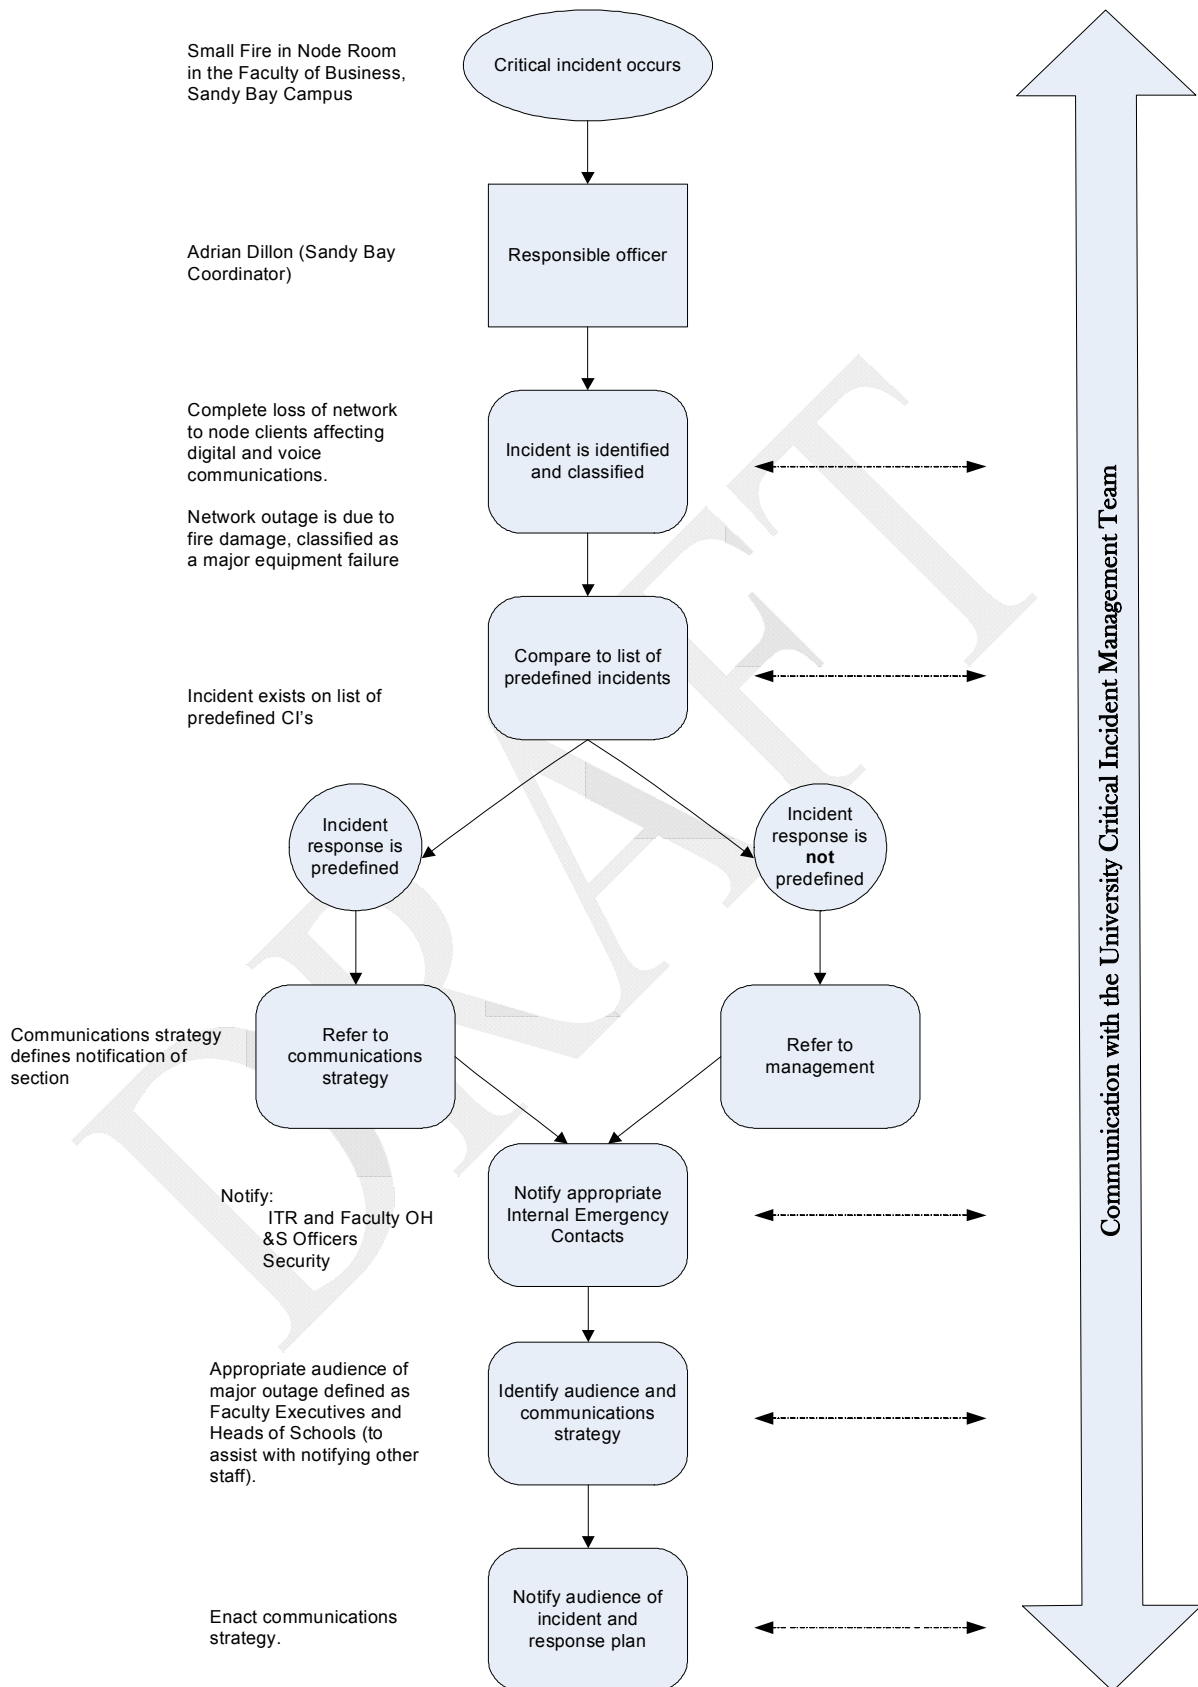 Small Fire in Node Room
in the Faculty of Business,
Sandy Bay Campus
Critical incident occurs
Adrian Dillon (Sandy Bay
Coordinator)
Responsible officer
Complete loss of network
to node clients affecting
digital and voice
communications.
Network outage is due to
fire damage, classified as
a major equipment failure
Incident is identified
and classified
Compare to list of
predefined incidents
Incident exists on list of
predefined CI's
Incident
response is
predefined
Incident
response is
not
predefined
Communications strategy
defines notification of
section
Refer to
communications
strategy
Refer to
management
Notify:
ITR and Faculty OH
&S Officers
Security
Notify appropriate
Internal Emergency
Contacts
Appropriate audience of
major outage defined as
Faculty Executives and
Heads of Schools (to
assist with notifying other
staff).
Identify audience and
communications
strategy
Enact communications
strategy.
Notify audience of
incident and
response plan
Communication with the University Critical Incident Management Team
DRAFT